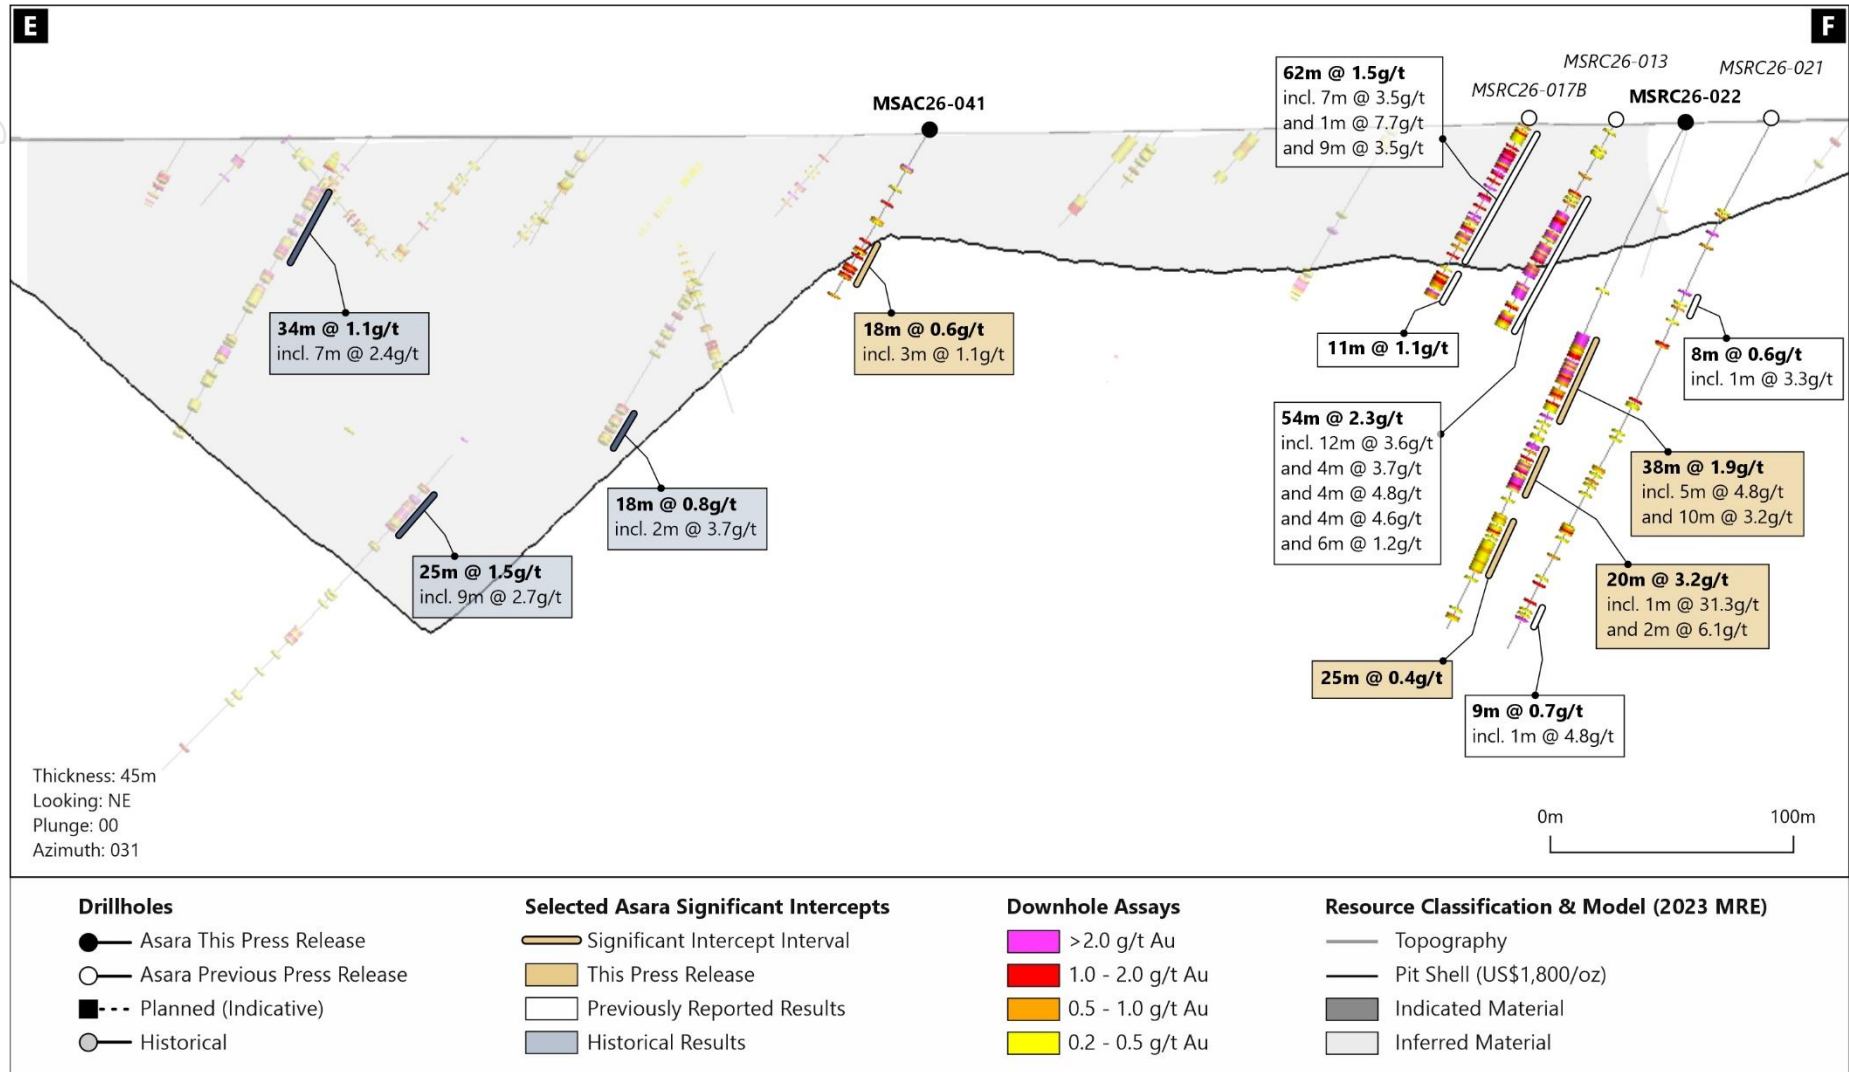 E
F
MSAC26-041
MSRC26-017B
MSRC26-013
MSRC26-022
MSRC26-021
62m @ 1.5g/t
incl. 7m @ 3.5g/t
and 1m @ 7.7g/t
and 9m @ 3.5g/t
34m @ 1.1g/t
incl. 7m @ 2.4g/t
18m @ 0.6g/t
incl. 3m @ 1.1g/t
11m @ 1.1g/t
8m @ 0.6g/t
incl. 1m @ 3.3g/t
54m @ 2.3g/t
incl. 12m @ 3.6g/t
and 4m @ 3.7g/t
and 4m @ 4.8g/t
and 4m @ 4.6g/t
and 6m @ 1.2g/t
38m @ 1.9g/t
incl. 5m @ 4.8g/t
and 10m @ 3.2g/t
18m @ 0.8g/t
incl. 2m @ 3.7g/t
25m @ 1.5g/t
incl. 9m @ 2.7g/t
20m @ 3.2g/t
incl. 1m @ 31.3g/t
and 2m @ 6.1g/t
25m @ 0.4g/t
9m @ 0.7g/t
incl. 1m @ 4.8g/t
Thickness: 45m
Looking: NE
Plunge: 00
Azimuth: 031
0m 100m
Drillholes
Asara This Press Release
Asara Previous Press Release
Planned (Indicative)
Historical
Selected Asara Significant Intercepts
Significant Intercept Interval
This Press Release
Previously Reported Results
Historical Results
Downhole Assays
>2.0 g/t Au
1.0 - 2.0 g/t Au
0.5 - 1.0 g/t Au
0.2 - 0.5 g/t Au
Resource Classification & Model (2023 MRE)
Topography
Pit Shell (US$1,800/oz)
Indicated Material
Inferred Material